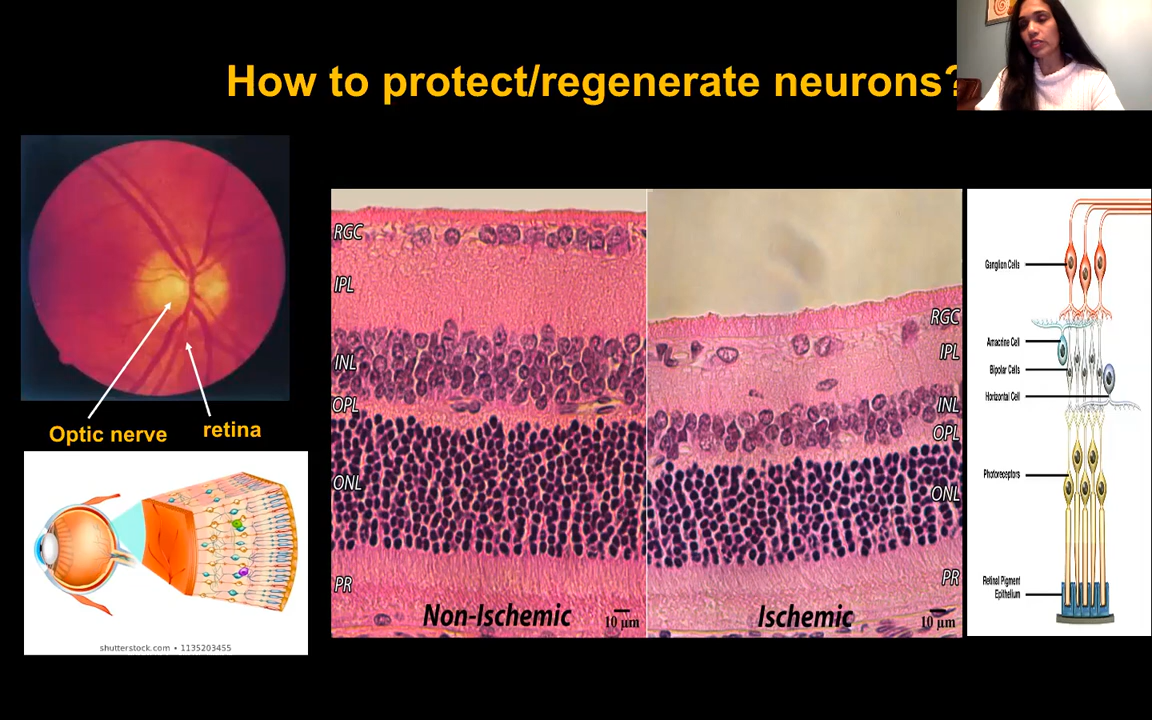 How to protect/regenerate neurons?
Optic nerve
retina
shutterstock.com • 1135203455
RGC
IPL
INL
OPL
ONL
PR
Non-Ischemic
10 µm
RGC
IPL
INL
OPL
ONL
PR
Ischemic
10 µm
Ganglion Cells
Amacrine Cell
Bipolar Cells
Horizontal Cell
Photoreceptors
Retinal Pigment
Epithelium